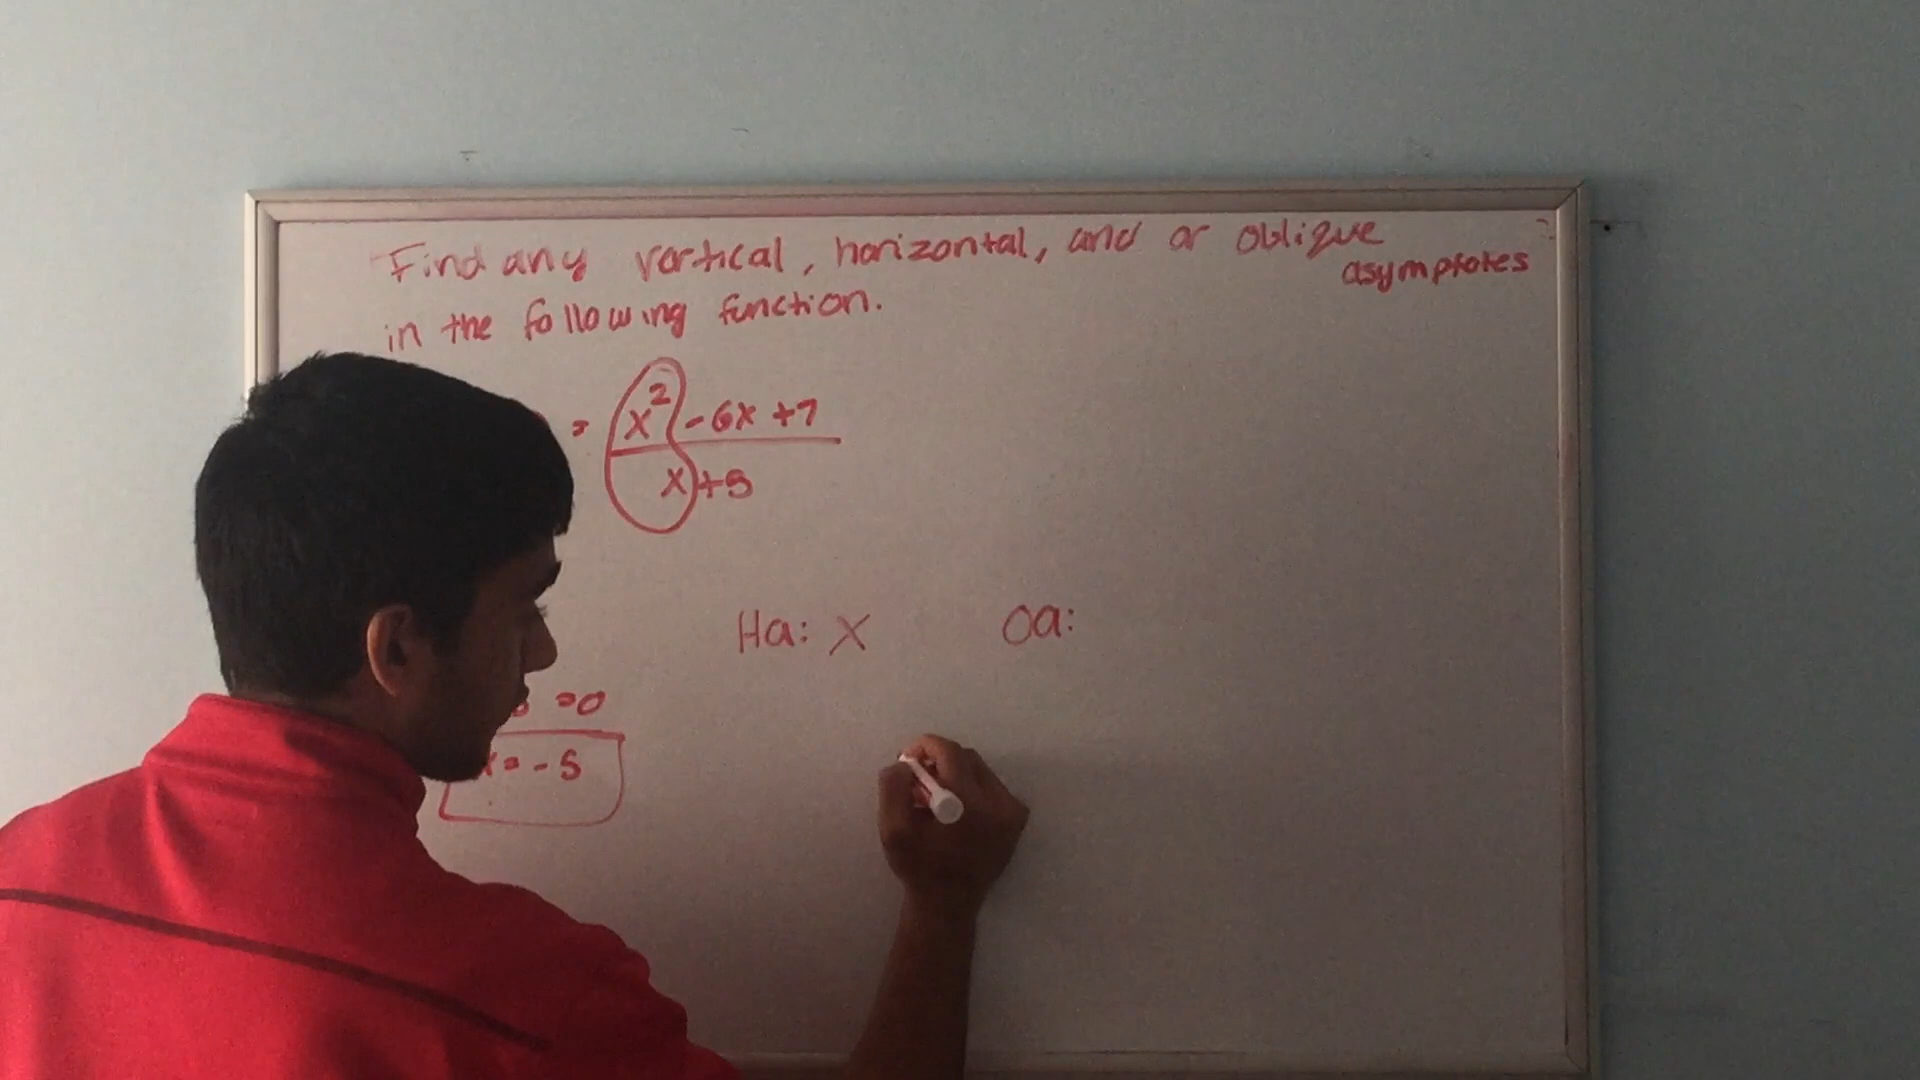 Find any vertical, horizontal, and or oblique
asymptotes
in the following function.
= x² - 6x + 7
x + 5
Ha: X Oa:
=0
x = - 5